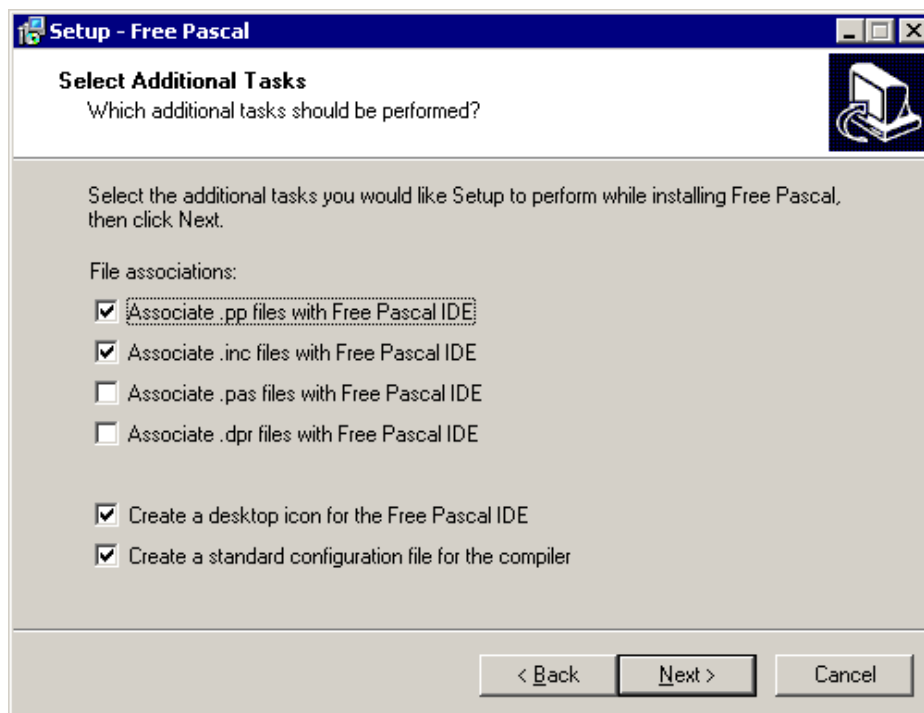 Setup - Free Pascal
Select Additional Tasks
Which additional tasks should be performed?
Select the additional tasks you would like Setup to perform while installing Free Pascal,
then click Next.
File associations:
Associate .pp files with Free Pascal IDE
Associate .inc files with Free Pascal IDE
Associate .pas files with Free Pascal IDE
Associate .dpr files with Free Pascal IDE
Create a desktop icon for the Free Pascal IDE
Create a standard configuration file for the compiler
< Back Next > Cancel